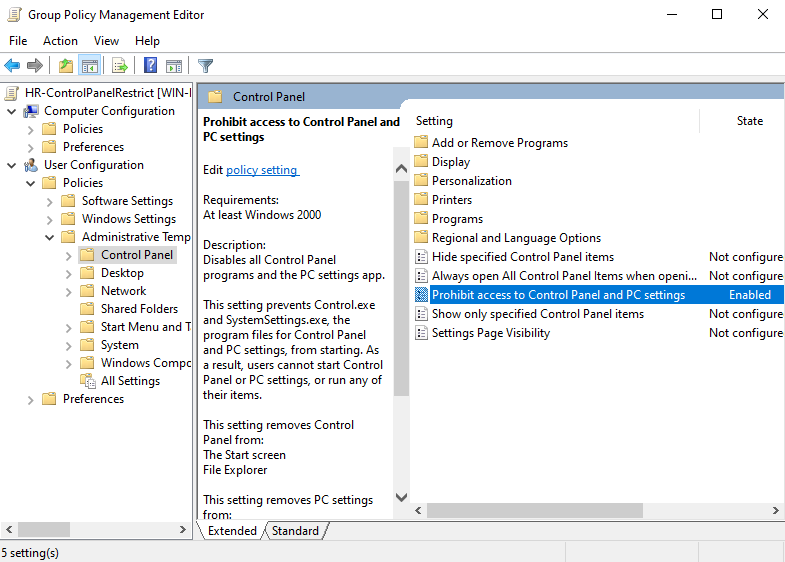 Group Policy Management Editor
File Action View Help
HR-ControlPanelRestrict [WIN-
Computer Configuration
Policies
Preferences
User Configuration
Policies
Software Settings
Windows Settings
Administrative Temp
Control Panel
Desktop
Network
Shared Folders
Start Menu and T
System
Windows Compo
All Settings
Preferences
Control Panel
Prohibit access to Control Panel and
PC settings
Edit policy setting
Requirements:
At least Windows 2000
Description:
Disables all Control Panel
programs and the PC settings app.
This setting prevents Control.exe
and SystemSettings.exe, the
program files for Control Panel
and PC settings, from starting. As
a result, users cannot start Control
Panel or PC settings, or run any of
their items.
This setting removes Control
Panel from:
The Start screen
File Explorer
This setting removes PC settings
from:
Setting State
Add or Remove Programs
Display
Personalization
Printers
Programs
Regional and Language Options
Hide specified Control Panel items Not configure
Always open All Control Panel Items when openi... Not configure
Prohibit access to Control Panel and PC settings Enabled
Show only specified Control Panel items Not configure
Settings Page Visibility Not configure
Extended Standard
5 setting(s)